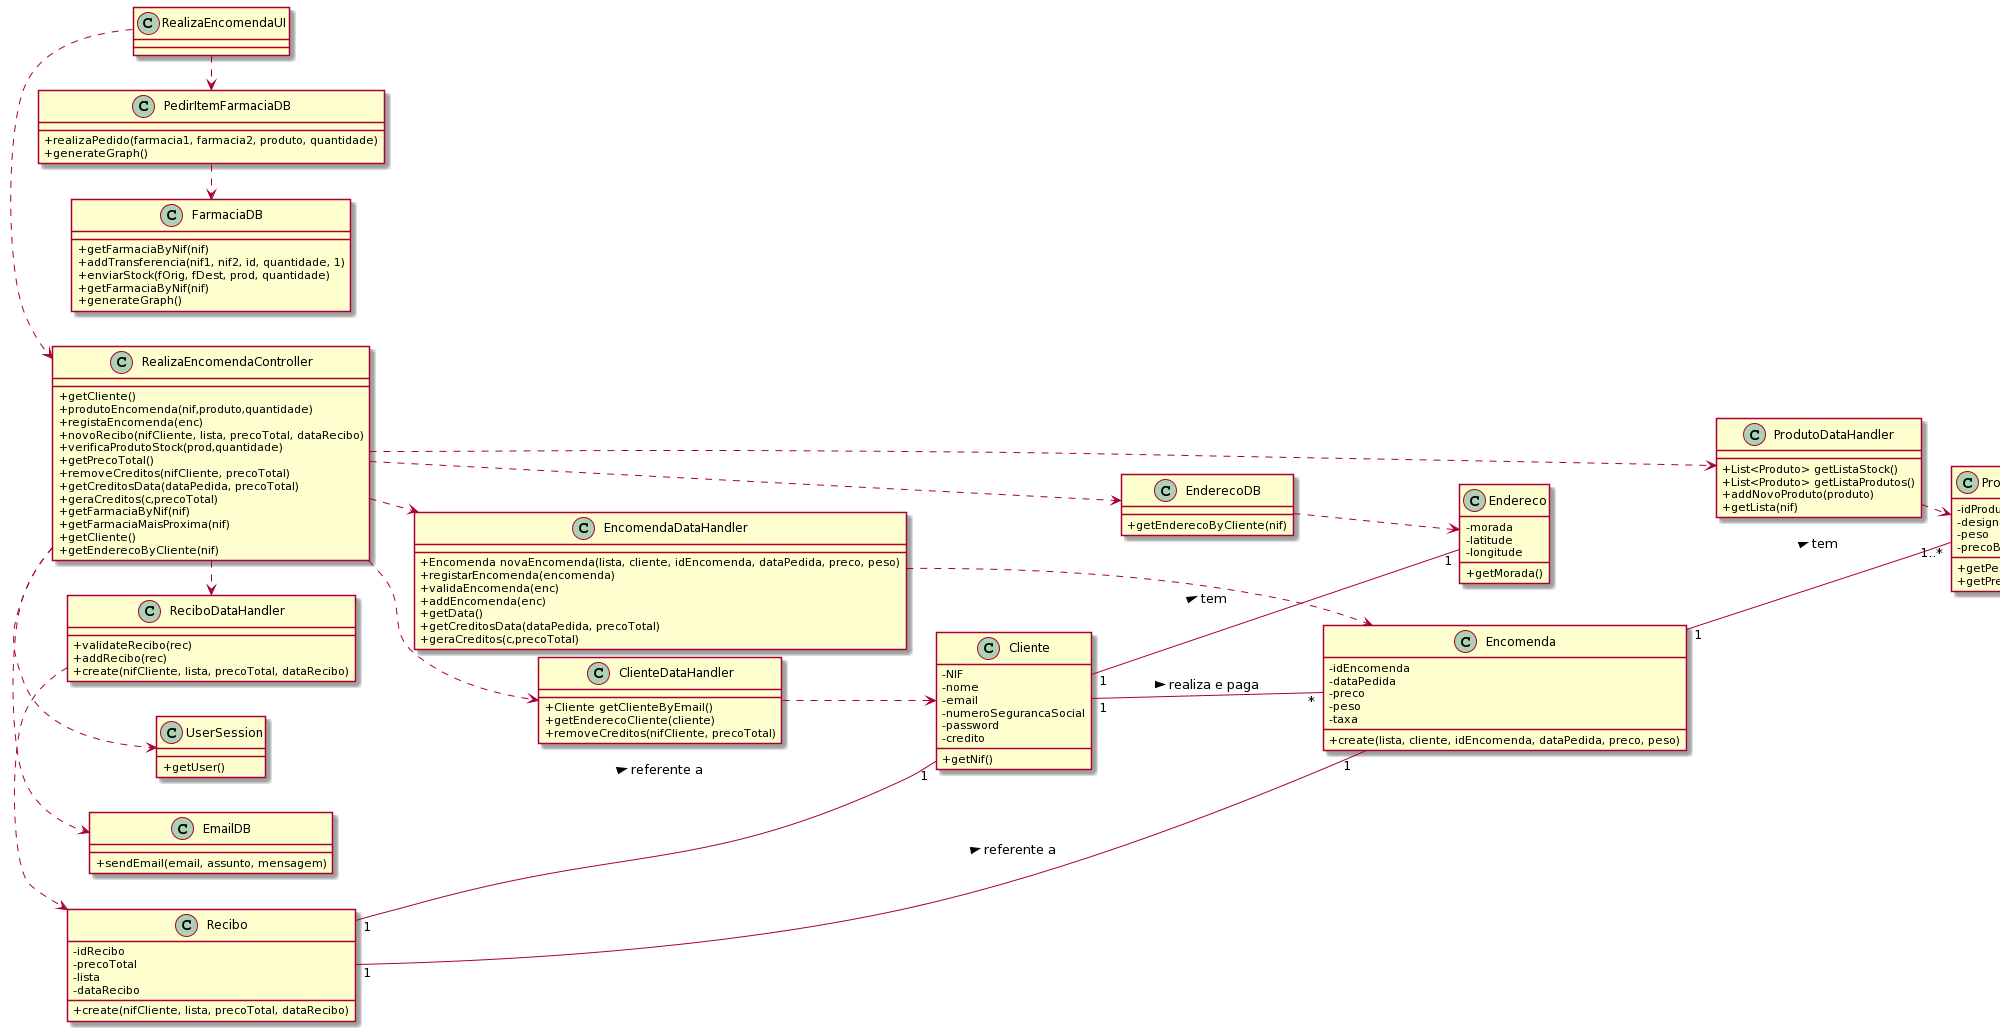 C RealizaEncomendaUI
C PedirItemFarmaciaDB
+realizaPedido(farmacia1, farmacia2, produto, quantidade)
+generateGraph()
C FarmaciaDB
+getFarmaciaByNif(nif)
+addTransferencia(nif1, nif2, id, quantidade, 1)
+enviarStock(fOrig, fDest, prod, quantidade)
+getFarmaciaByNif(nif)
+generateGraph()
C RealizaEncomendaController
+getCliente()
+produtoEncomenda(nif,produto,quantidade)
+registaEncomenda(enc)
+novoRecibo(nifCliente, lista, precoTotal, dataRecibo)
+verificaProdutoStock(prod,quantidade)
+getPrecoTotal()
+removeCreditos(nifCliente, precoTotal)
+getCreditosData(dataPedida, precoTotal)
+geraCreditos(c,precoTotal)
+getFarmaciaByNif(nif)
+getFarmaciaMaisProxima(nif)
+getCliente()
+getEnderecoByCliente(nif)
C ProdutoDataHandler
+List<Produto> getListaStock()
+List<Produto> getListaProdutos()
+addNovoProduto(produto)
+getLista(nif)
C Pro
-idProdu
-design
-peso
-precoB
+getPe
+getPre
C EnderecoDB
+getEnderecoByCliente(nif)
C Endereco
-morada
-latitude
-longitude
+getMorada()
C EncomendaDataHandler
+Encomenda novaEncomenda(lista, cliente, idEncomenda, dataPedida, preco, peso)
+registarEncomenda(encomenda)
+validaEncomenda(enc)
+addEncomenda(enc)
+getData()
+getCreditosData(dataPedida, precoTotal)
+geraCreditos(c,precoTotal)
tem
1..*
1
tem
1
1
C ReciboDataHandler
+validateRecibo(rec)
+addRecibo(rec)
+create(nifCliente, lista, precoTotal, dataRecibo)
C ClienteDataHandler
+Cliente getClienteByEmail()
+getEnderecoCliente(cliente)
+removeCreditos(nifCliente, precoTotal)
C Cliente
-NIF
-nome
-email
-numeroSegurancaSocial
-password
-credito
+getNif()
realiza e paga
1
*
C Encomenda
-idEncomenda
-dataPedida
-preco
-peso
-taxa
+create(lista, cliente, idEncomenda, dataPedida, preco, peso)
C UserSession
+getUser()
referente a
1
1
C EmailDB
+sendEmail(email, assunto, mensagem)
referente a
1
1
C Recibo
-idRecibo
-precoTotal
-lista
-dataRecibo
+create(nifCliente, lista, precoTotal, dataRecibo)